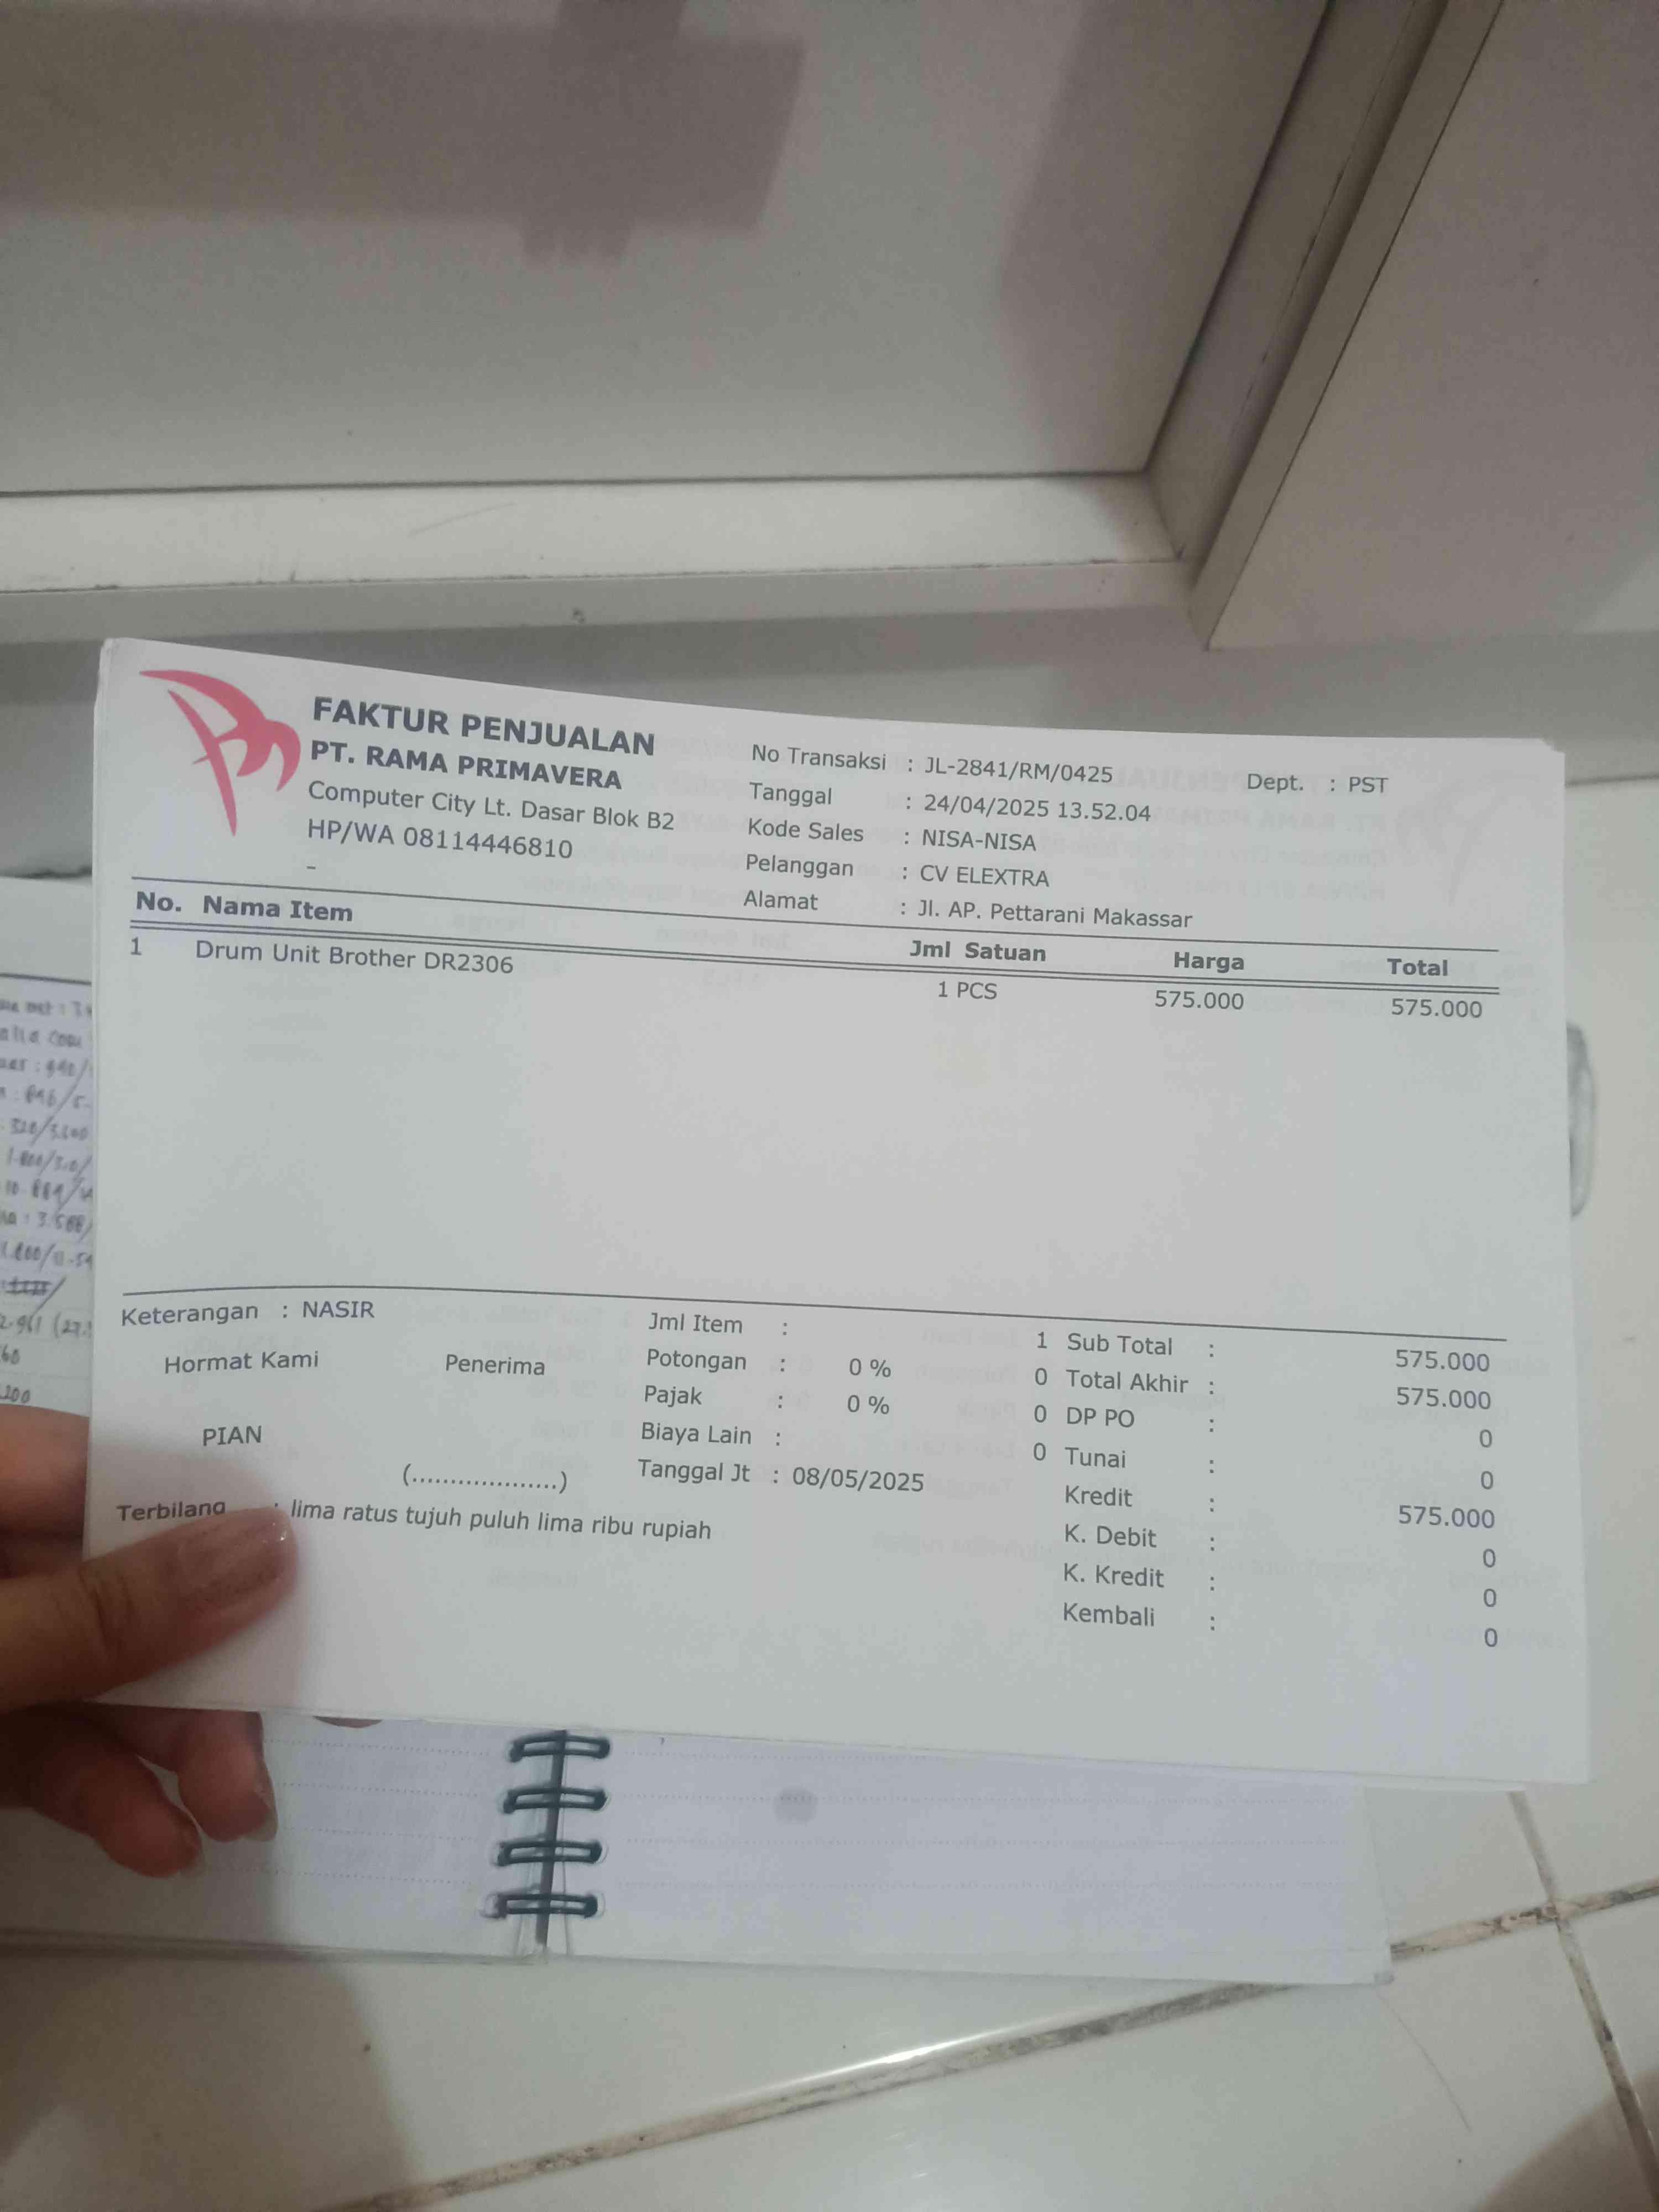 FAKTUR PENJUALAN
PT. RAMA PRIMAVERA
Computer City Lt. Dasar Blok B2
HP/WA 08114446810
-
No Transaksi : JL-2841/RM/0425
Dept. : PST
Tanggal : 24/04/2025 13.52.04
Kode Sales : NISA-NISA
Pelanggan : CV ELEXTRA
Alamat : Jl. AP. Pettarani Makassar
No. Nama Item Jml Satuan Harga Total
1 Drum Unit Brother DR2306 1 PCS 575.000 575.000
Keterangan : NASIR
Hormat Kami Penerima
PIAN
(...................)
Terbilang : lima ratus tujuh puluh lima ribu rupiah
Jml Item : 1
Potongan : 0 % 0
Pajak : 0 % 0
Biaya Lain : 0
Tanggal Jt : 08/05/2025
Sub Total : 575.000
Total Akhir : 575.000
DP PO : 0
Tunai : 0
Kredit : 575.000
K. Debit : 0
K. Kredit : 0
Kembali : 0